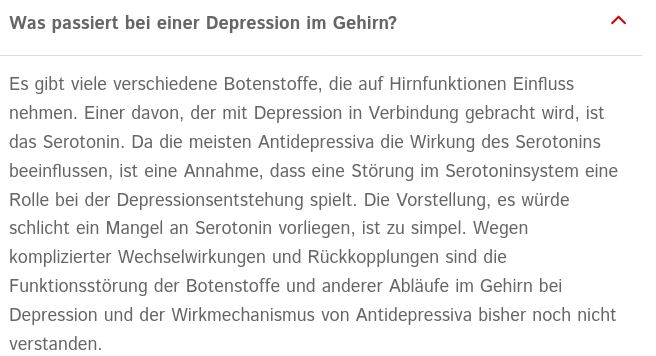 Was passiert bei einer Depression im Gehirn?
Es gibt viele verschiedene Botenstoffe, die auf Hirnfunktionen Einfluss
nehmen. Einer davon, der mit Depression in Verbindung gebracht wird, ist
das Serotonin. Da die meisten Antidepressiva die Wirkung des Serotonins
beeinflussen, ist eine Annahme, dass eine Störung im Serotoninsystem eine
Rolle bei der Depressionsentstehung spielt. Die Vorstellung, es würde
schlicht ein Mangel an Serotonin vorliegen, ist zu simpel. Wegen
komplizierter Wechselwirkungen und Rückkopplungen sind die
Funktionsstörung der Botenstoffe und anderer Abläufe im Gehirn bei
Depression und der Wirkmechanismus von Antidepressiva bisher noch nicht
verstanden.